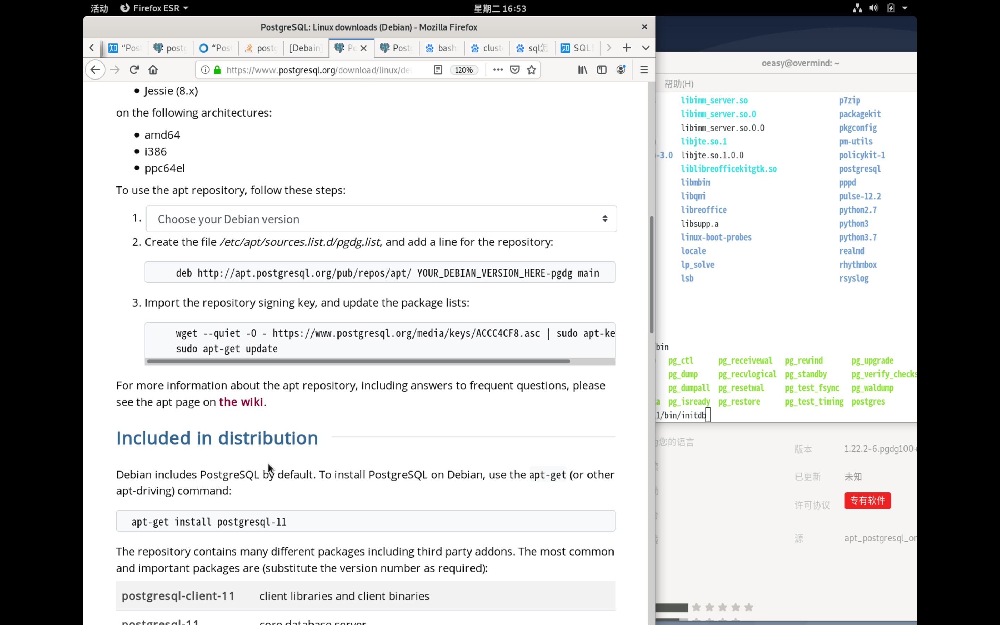 活动
Firefox ESR
星期二 16:53
PostgreSQL: Linux downloads (Debian) - Mozilla Firefox
“Post
postg
“Post
postg
[Debain]
Po
Postg
bash
clust
sql怎
SQL
https://www.postgresql.org/download/linux/de
120%
Jessie (8.x)
on the following architectures:
amd64
i386
ppc64el
To use the apt repository, follow these steps:
1. Choose your Debian version
2. Create the file /etc/apt/sources.list.d/pgdg.list, and add a line for the repository:
deb http://apt.postgresql.org/pub/repos/apt/ YOUR_DEBIAN_VERSION_HERE-pgdg main
3. Import the repository signing key, and update the package lists:
wget --quiet -O - https://www.postgresql.org/media/keys/ACCC4CF8.asc | sudo apt-ke
sudo apt-get update
For more information about the apt repository, including answers to frequent questions, please
see the apt page on the wiki.
Included in distribution
Debian includes PostgreSQL by default. To install PostgreSQL on Debian, use the apt-get (or other
apt-driving) command:
apt-get install postgresql-11
The repository contains many different packages including third party addons. The most common
and important packages are (substitute the version number as required):
postgresql-client-11 client libraries and client binaries
postgresql-11 core database server
oeasy@overmind: ~
帮助(H)
libimm_server.so p7zip
libimm_server.so.0 packagekit
libimm_server.so.0.0 pkgconfig
libjte.so.1 pm-utils
-3.0 libjte.so.1.0.0 policykit-1
liblibreofficekitgtk.so postgresql
libmbim pppd
libqmi pulse-12.2
libreoffice python2.7
libsupp.a python3
linux-boot-probes python3.7
locale realmd
lp_solve rhythmbox
lsb rsyslog
/bin
pg_ctl pg_receivewal pg_rewind pg_upgrade
pg_dump pg_recvlogical pg_standby pg_verify_checks
pg_dumpall pg_resetwal pg_test_fsync pg_waldump
a pg_isready pg_restore pg_test_timing postgres
1/bin/initdb
您的语言
版本 1.22.2-6.pgdg100+
已更新 未知
许可协议 专有软件
源 apt_postgresql_or